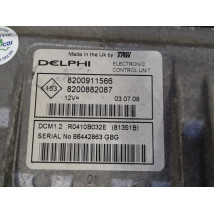 Made in the UK by TRW
DELPHI
ELECTRONIC
CONTROL UNIT
153
8200911566
8200882087
12V=
03.07.08
DCM1.2 R0410B032E (81351B)
SERIAL No 86442863 GBG